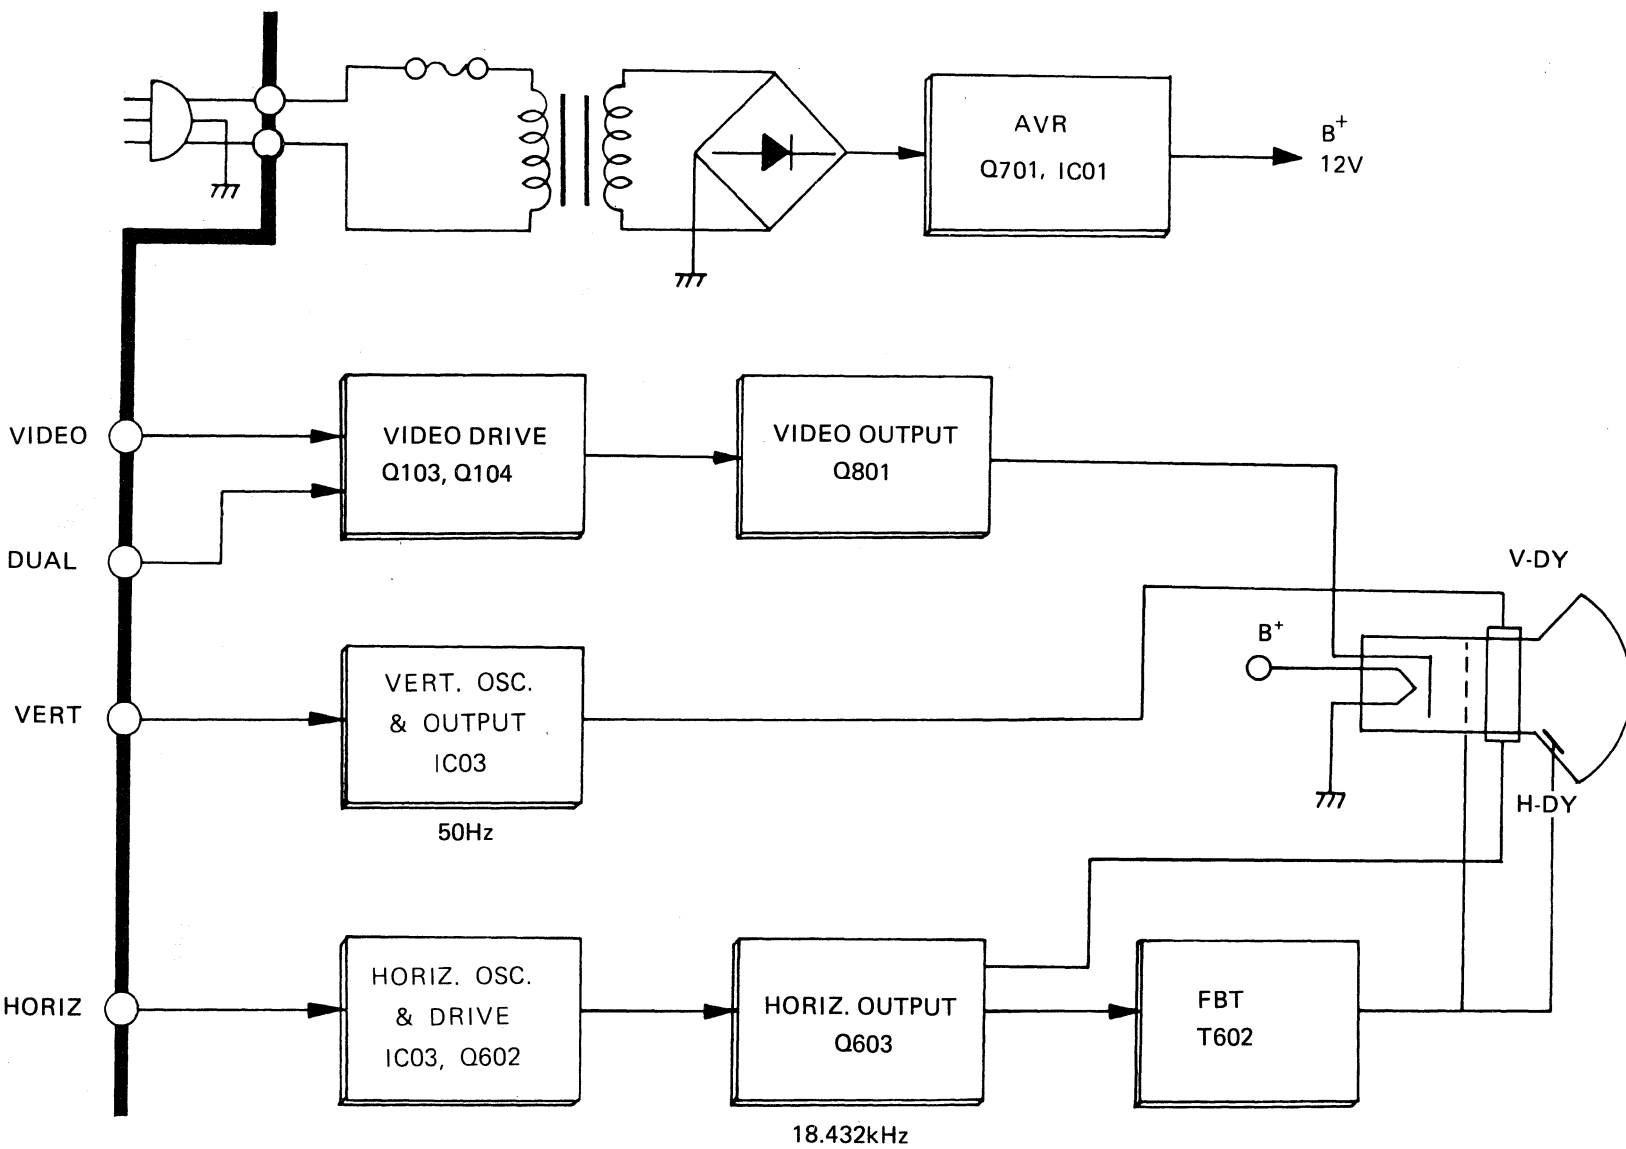 AVR
Q701, IC01
B+
12V
VIDEO
VIDEO DRIVE
Q103, Q104
VIDEO OUTPUT
Q801
DUAL
V-DY
B+
VERT
VERT. OSC.
& OUTPUT
IC03
50Hz
H-DY
HORIZ
HORIZ. OSC.
& DRIVE
IC03, Q602
HORIZ. OUTPUT
Q603
18.432kHz
FBT
T602